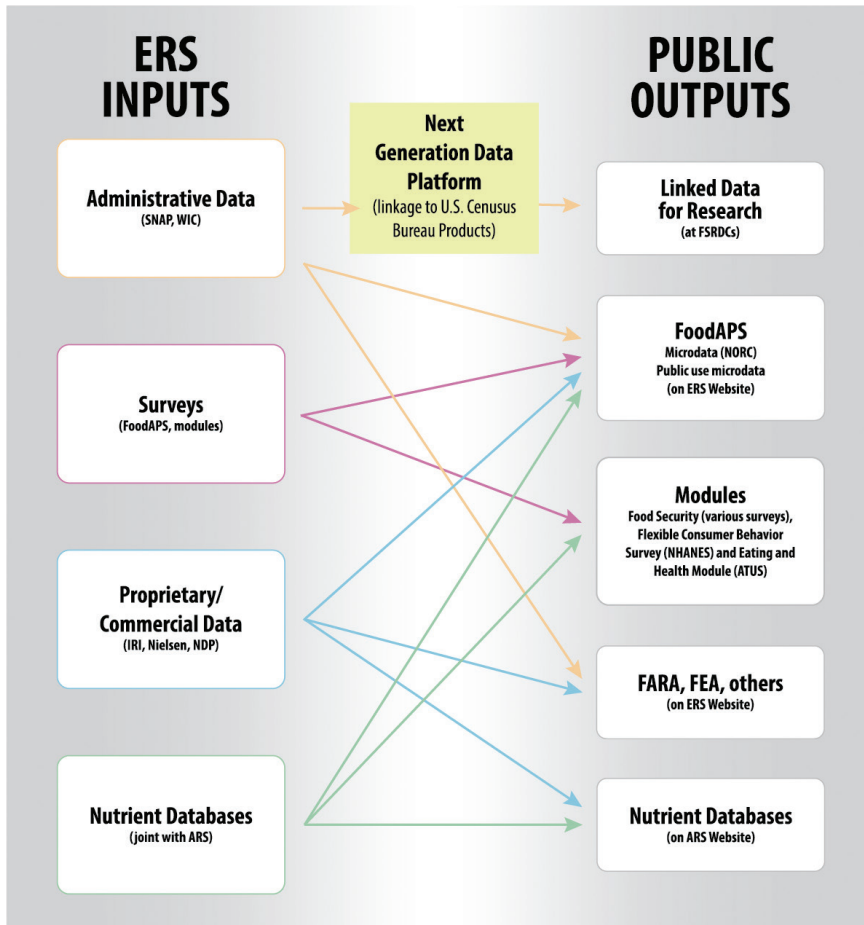 ERS
INPUTS
PUBLIC
OUTPUTS
Administrative Data
(SNAP, WIC)
Next
Generation Data
Platform
(linkage to U.S. Cenusus
Bureau Products)
Linked Data
for Research
(at FSRDCs)
FoodAPS
Microdata (NORC)
Public use microdata
(on ERS Website)
Surveys
(FoodAPS, modules)
Modules
Food Security (various surveys),
Flexible Consumer Behavior
Survey (NHANES) and Eating and
Health Module (ATUS)
Proprietary/
Commercial Data
(IRI, Nielsen, NDP)
FARA, FEA, others
(on ERS Website)
Nutrient Databases
(joint with ARS)
Nutrient Databases
(on ARS Website)